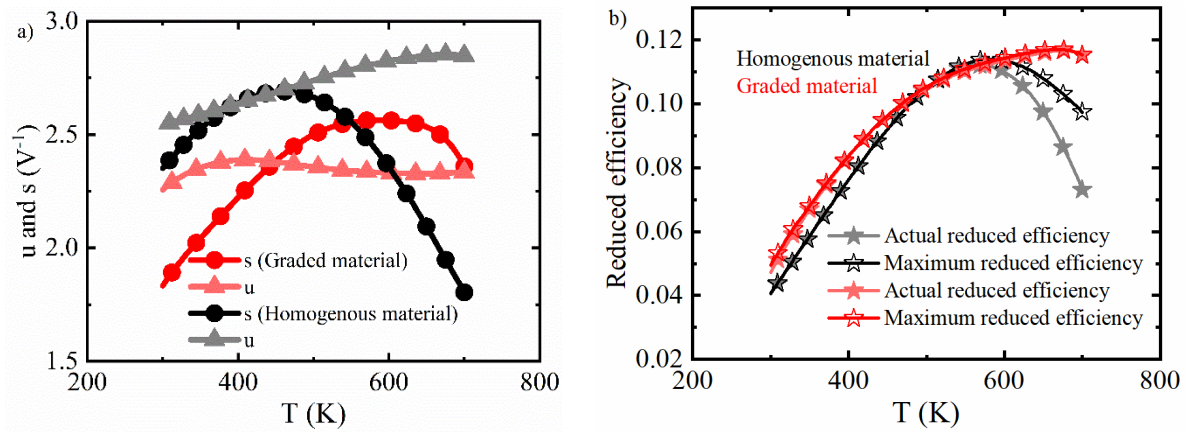 a)
3.0
2.5
2.0
1.5
u and s (V⁻¹)
s (Graded material)
u
s (Homogenous material)
u
200
400
600
800
T (K)
b)
0.12
0.10
0.08
0.06
0.04
0.02
Reduced efficiency
Homogenous material
Graded material
Actual reduced efficiency
Maximum reduced efficiency
Actual reduced efficiency
Maximum reduced efficiency
200
400
600
800
T (K)